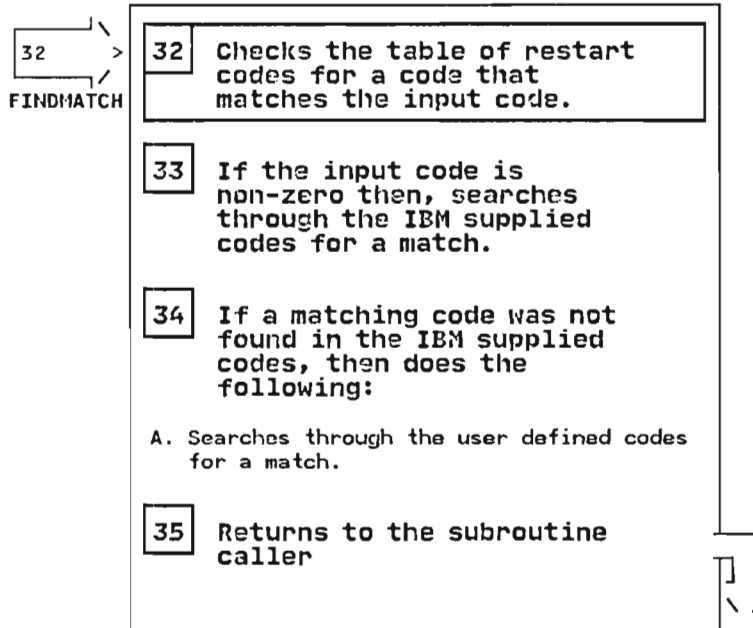 32 >
FINDMATCH
32 Checks the table of restart
codes for a code that
matches the input code.
33 If the input code is
non-zero then, searches
through the IBM supplied
codes for a match.
34 If a matching code was not
found in the IBM supplied
codes, then does the
following:
A. Searches through the user defined codes
for a match.
35 Returns to the subroutine
caller